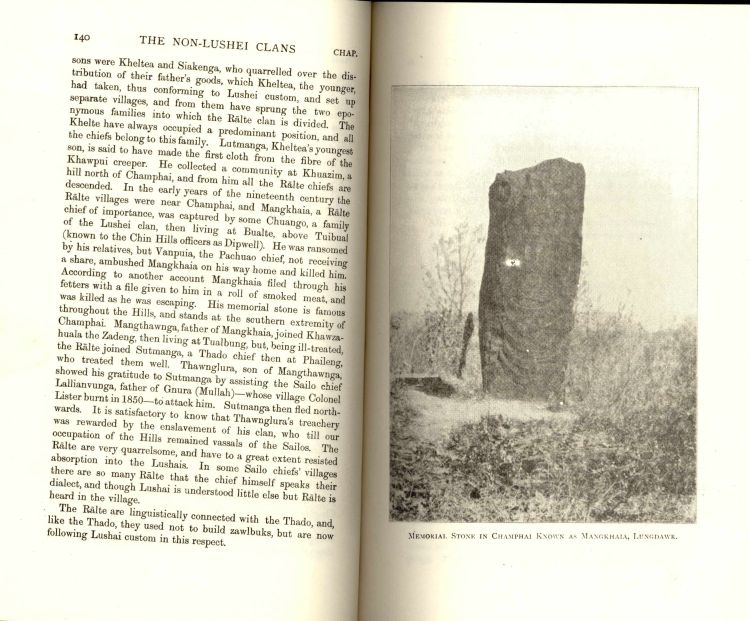 140
THE NON-LUSHEI CLANS
CHAP.
sons were Kheltea and Siakenga, who quarrelled over the dis-
tribution of their father's goods, which Kheltea, the younger,
had taken, thus conforming to Lushei custom, and set up
separate villages, and from them have sprung the two epo-
nymous families into which the Rālte clan is divided. The
Khelte have always occupied a predominant position, and all
the chiefs belong to this family. Lutmanga, Kheltea's youngest
son, is said to have made the first cloth from the fibre of the
Khawpui creeper. He collected a community at Khuazim, a
hill north of Champhai, and from him all the Rālte chiefs are
descended. In the early years of the nineteenth century the
Rālte villages were near Champhai, and Mangkhaia, a Rālte
chief of importance, was captured by some Chuango, a family
of the Lushei clan, then living at Bualte, above Tuibual
(known to the Chin Hills officers as Dipwell). He was ransomed
by his relatives, but Vanpuia, the Pachuao chief, not receiving
a share, ambushed Mangkhaia on his way home and killed him.
According to another account Mangkhaia filed through his
fetters with a file given to him in a roll of smoked meat, and
was killed as he was escaping. His memorial stone is famous
throughout the Hills, and stands at the southern extremity of
Champhai. Mangthawnga, father of Mangkhaia, joined Khawza-
huala the Zadeng, then living at Tualbung, but, being ill-treated,
the Rālte joined Sutmanga, a Thado chief then at Phaileng,
who treated them well. Thawnglura, son of Mangthawnga,
showed his gratitude to Sutmanga by assisting the Sailo chief
Lallianvunga, father of Gnura (Mullah)—whose village Colonel
Lister burnt in 1850—to attack him. Sutmanga then fled north-
wards. It is satisfactory to know that Thawnglura's treachery
was rewarded by the enslavement of his clan, who till our
occupation of the Hills remained vassals of the Sailos. The
Rālte are very quarrelsome, and have to a great extent resisted
absorption into the Lushais. In some Sailo chiefs' villages
there are so many Rālte that the chief himself speaks their
dialect, and though Lushai is understood little else but Rālte is
heard in the village.
The Rālte are linguistically connected with the Thado, and,
like the Thado, they used not to build zawlbuks, but are now
following Lushai custom in this respect.
MEMORIAL STONE IN CHAMPHAI KNOWN AS MANGKHAIA, LUNGDAWR.